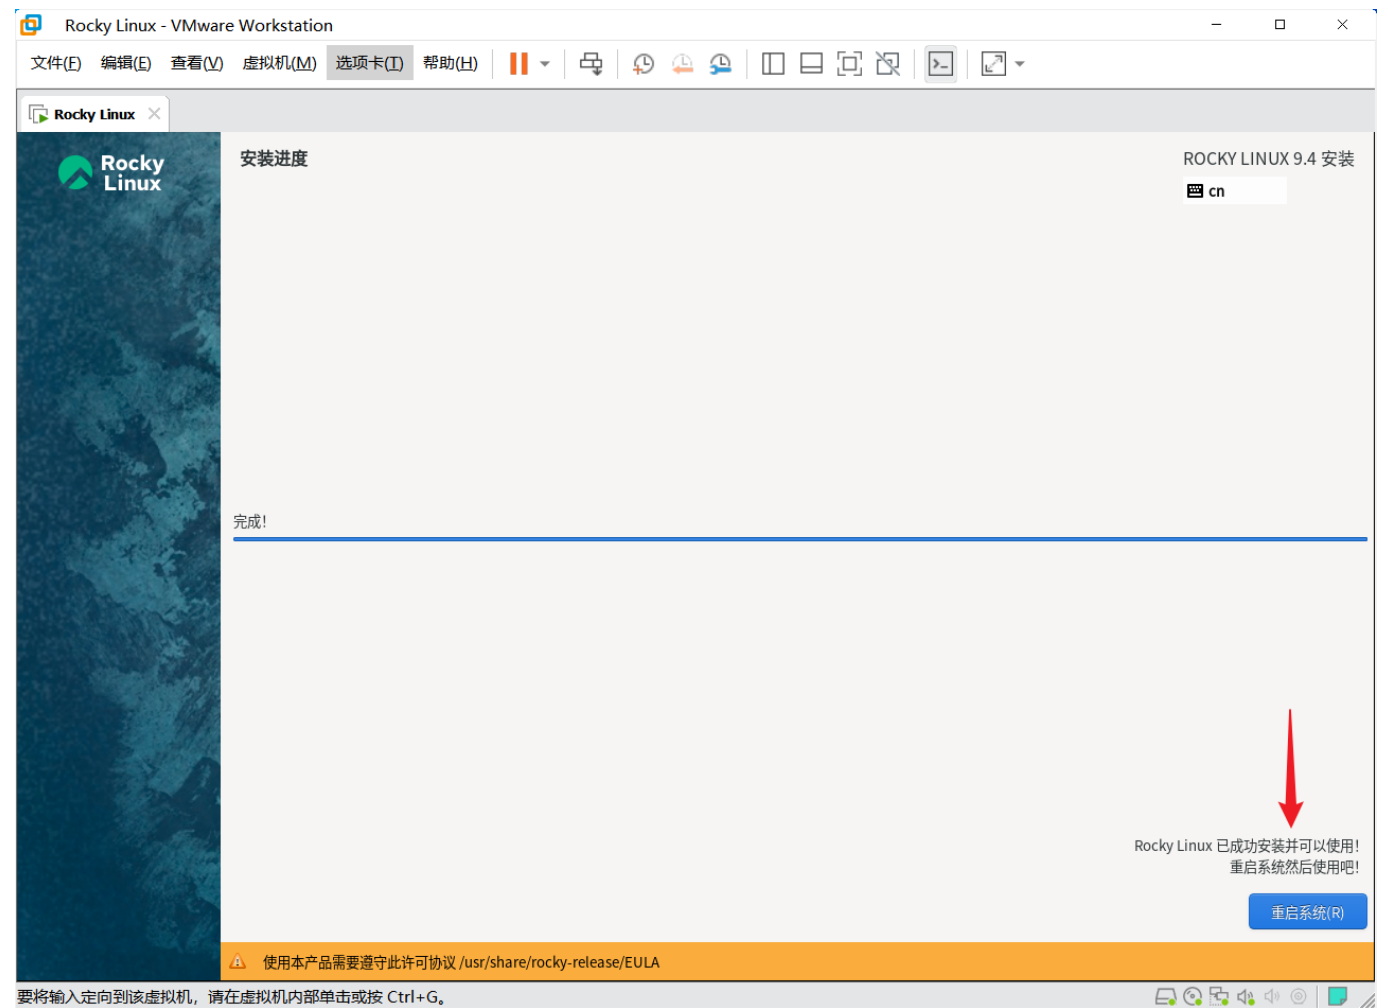 Rocky Linux - VMware Workstation
文件(F) 编辑(E) 查看(V) 虚拟机(M) 选项卡(T) 帮助(H)
Rocky Linux
Rocky
Linux
安装进度
ROCKY LINUX 9.4 安装
cn
完成!
Rocky Linux 已成功安装并可以使用!
重启系统然后使用吧!
重启系统(R)
使用本产品需要遵守此许可协议 /usr/share/rocky-release/EULA
要将输入定向到该虚拟机，请在虚拟机内部单击或按 Ctrl+G。